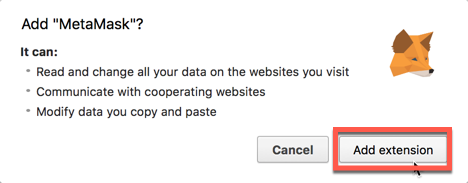 Add "MetaMask"?
It can:
• Read and change all your data on the websites you visit
• Communicate with cooperating websites
• Modify data you copy and paste
Cancel
Add extension